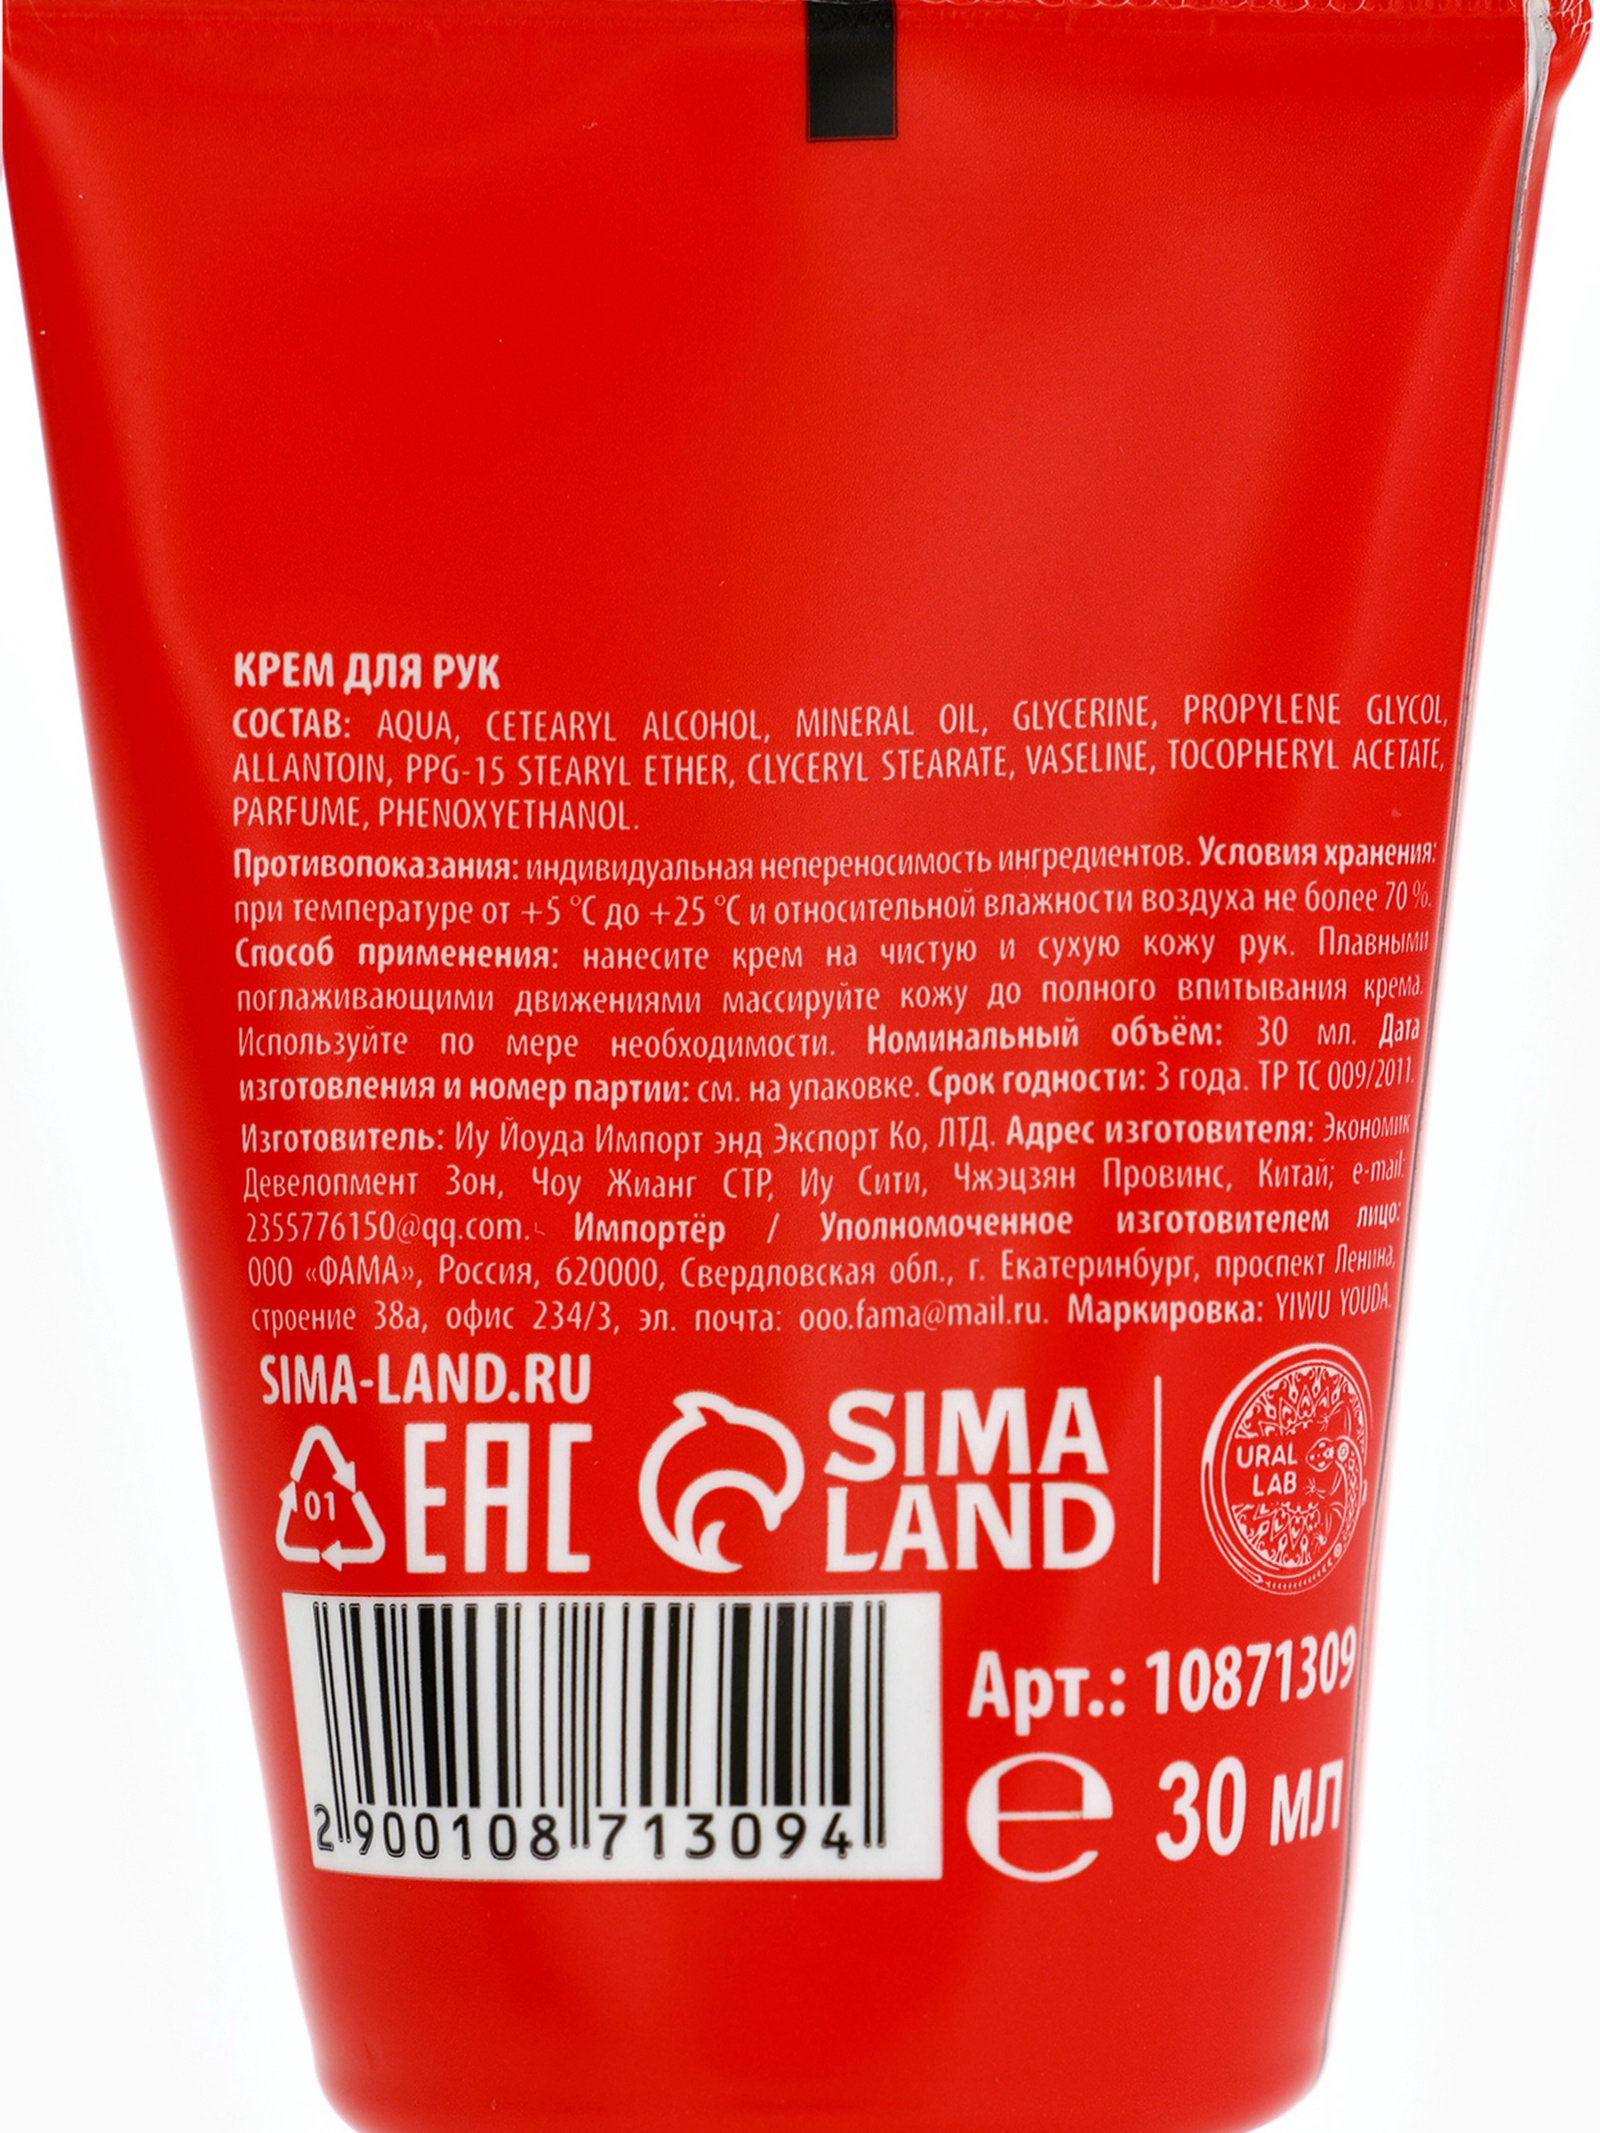 КРЕМ ДЛЯ РУК
СОСТАВ: AQUA, CETEARYL ALCOHOL, MINERAL OIL, GLYCERINE, PROPYLENE GLYCOL,
ALLANTOIN, PPG-15 STEARYL ETHER, CLYCERYL STEARATE, VASELINE, TOCOPHERYL ACETATE,
PARFUME, PHENOXYETHANOL.
Противопоказания: индивидуальная непереносимость ингредиентов. Условия хранения:
при температуре от +5 °C до +25 °C и относительной влажности воздуха не более 70 %.
Способ применения: нанесите крем на чистую и сухую кожу рук. Плавными
поглаживающими движениями массируйте кожу до полного впитывания крема.
Используйте по мере необходимости. Номинальный объём: 30 мл. Дата
изготовления и номер партии: см. на упаковке. Срок годности: 3 года. ТР ТС 009/2011.
Изготовитель: Иу Йоуда Импорт энд Экспорт Ко, ЛТД. Адрес изготовителя: Экономик
Девелопмент Зон, Чоу Жианг СТР, Иу Сити, Чжэцзян Провинс, Китай; e-mail:
2355776150@qq.com. Импортёр / Уполномоченное изготовителем лицо:
ООО «ФАМА», Россия, 620000, Свердловская обл., г. Екатеринбург, проспект Ленина,
строение 38а, офис 234/3, эл. почта: ooo.fama@mail.ru. Маркировка: YIWU YOUDA.
SIMA-LAND.RU
01
EAC
SIMA
LAND
URAL
LAB
Арт.: 10871309
e 30 мл
2 900108 713094